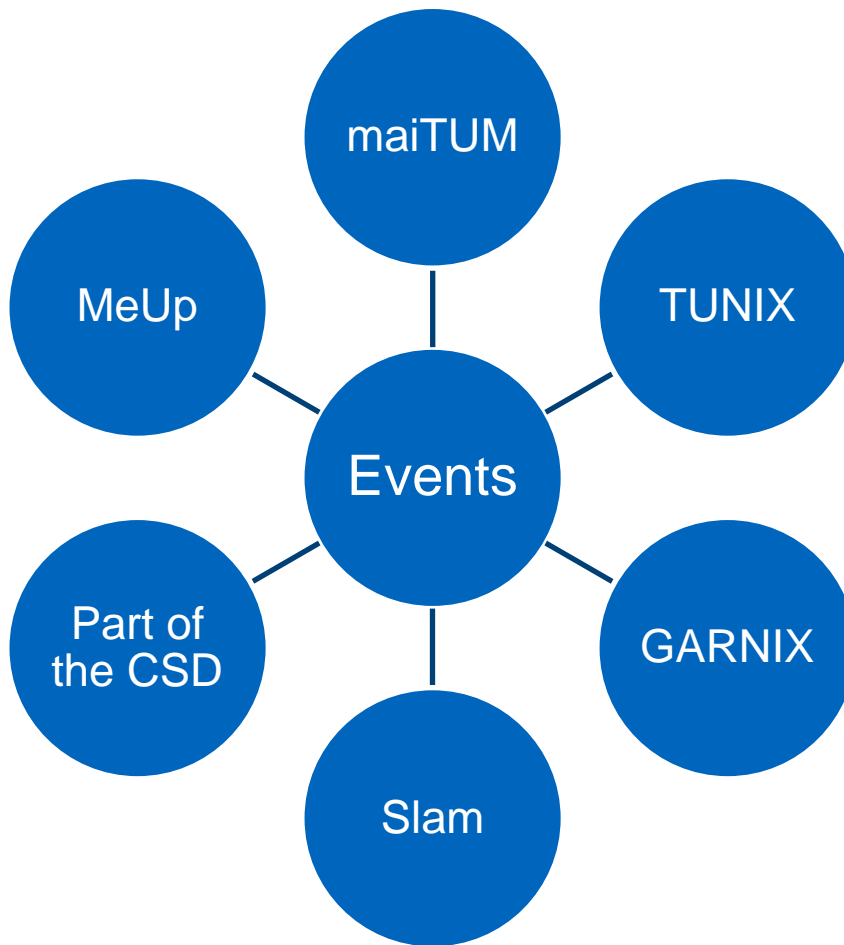 maiTUM
MeUp
TUNIX
Events
Part of
the CSD
GARNIX
Slam